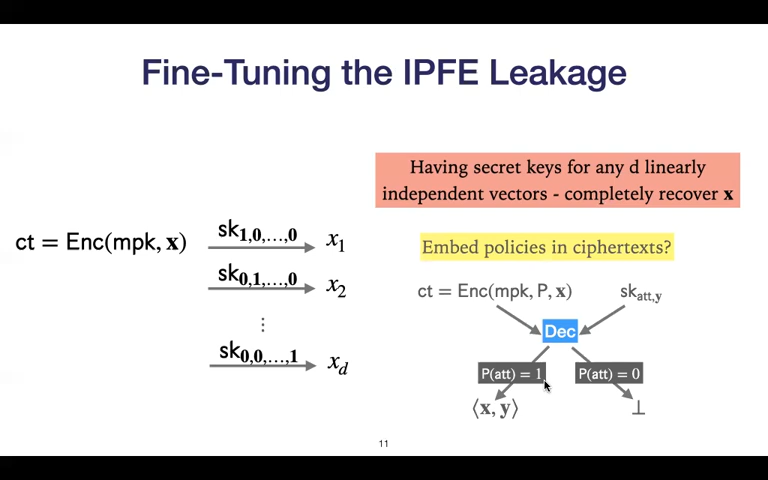 Fine-Tuning the IPFE Leakage
ct = Enc(mpk, x)
sk1,0,…,0
x1
sk0,1,…,0
x2
⋮
sk0,0,…,1
xd
Having secret keys for any d linearly
independent vectors - completely recover x
Embed policies in ciphertexts?
ct = Enc(mpk, P, x)
skatt,y
Dec
P(att) = 1
P(att) = 0
⟨x, y⟩
⊥
11